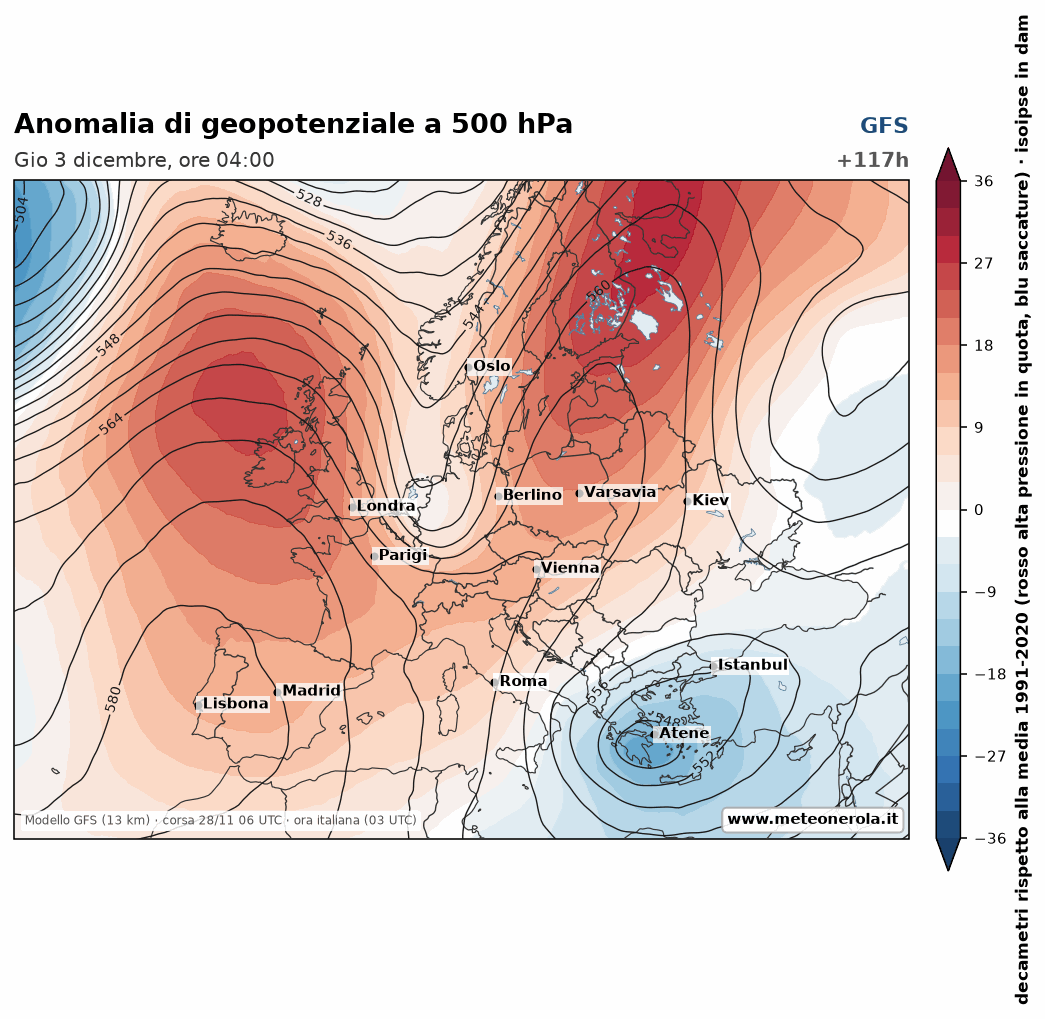 Anomalia di geopotenziale a 500 hPa
GFS
Gio 3 dicembre, ore 04:00
+117h
504
528
536
544
548
560
564
Oslo
Londra
Berlino
Varsavia
Kiev
Parigi
Vienna
580
Lisbona
Madrid
Roma
556
Istanbul
548
Atene
552
Modello GFS (13 km) · corsa 28/11 06 UTC · ora italiana (03 UTC)
www.meteonerola.it
36
27
18
9
0
−9
−18
−27
−36
decametri rispetto alla media 1991-2020 (rosso alta pressione in quota, blu saccature) · isoipse in dam